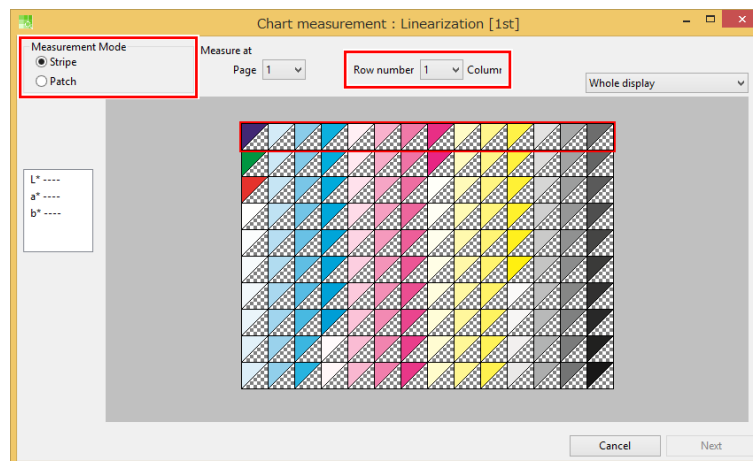 Chart measurement : Linearization [1st]
Measurement Mode
Stripe
Patch
Measure at
Page 1
Row number 1 Colum
Whole display
L* ----
a* ----
b* ----
Cancel
Next